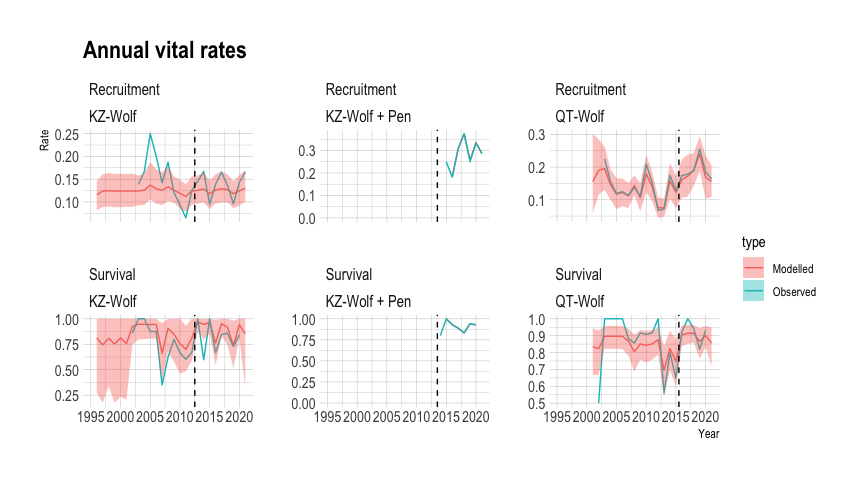 Annual vital rates
Recruitment
KZ-Wolf
Recruitment
KZ-Wolf + Pen
Recruitment
QT-Wolf
Rate
0.25
0.20
0.15
0.10
0.3
0.2
0.1
0.0
0.3
0.2
0.1
Survival
KZ-Wolf
Survival
KZ-Wolf + Pen
Survival
QT-Wolf
1.00
0.75
0.50
0.25
1.00
0.75
0.50
0.25
0.00
1.0
0.9
0.8
0.7
0.6
0.5
1995 2000 2005 2010 2015 2020
1995 2000 2005 2010 2015 2020
1995 2000 2005 2010 2015 2020
Year
type
Modelled
Observed